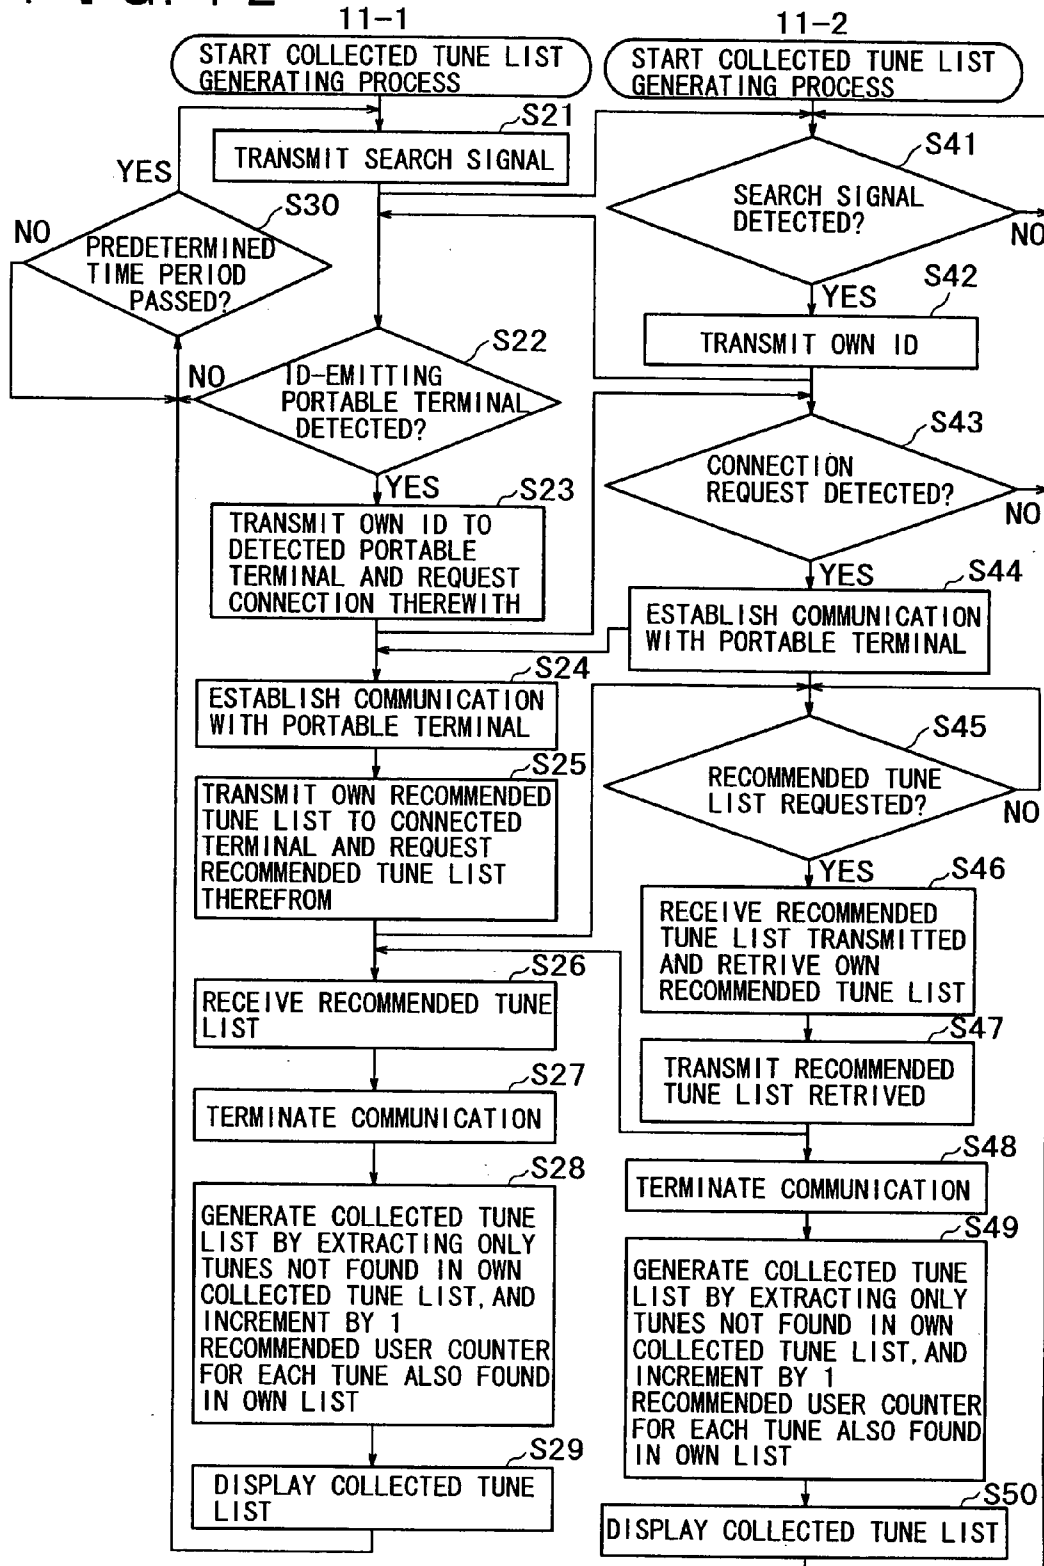 11-1
START COLLECTED TUNE LIST
GENERATING PROCESS
S21
TRANSMIT SEARCH SIGNAL
YES
S30
NO
PREDETERMINED
TIME PERIOD
PASSED?
S22
NO
ID-EMITTING
PORTABLE TERMINAL
DETECTED?
YES
S23
TRANSMIT OWN ID TO
DETECTED PORTABLE
TERMINAL AND REQUEST
CONNECTION THEREWITH
S24
ESTABLISH COMMUNICATION
WITH PORTABLE TERMINAL
S25
TRANSMIT OWN RECOMMENDED
TUNE LIST TO CONNECTED
TERMINAL AND REQUEST
RECOMMENDED TUNE LIST
THEREFROM
S26
RECEIVE RECOMMENDED TUNE
LIST
S27
TERMINATE COMMUNICATION
S28
GENERATE COLLECTED TUNE
LIST BY EXTRACTING ONLY
TUNES NOT FOUND IN OWN
COLLECTED TUNE LIST, AND
INCREMENT BY 1
RECOMMENDED USER COUNTER
FOR EACH TUNE ALSO FOUND
IN OWN LIST
S29
DISPLAY COLLECTED TUNE
LIST
11-2
START COLLECTED TUNE LIST
GENERATING PROCESS
S41
SEARCH SIGNAL
DETECTED?
NO
YES
S42
TRANSMIT OWN ID
S43
CONNECTION
REQUEST DETECTED?
NO
YES
S44
ESTABLISH COMMUNICATION
WITH PORTABLE TERMINAL
S45
RECOMMENDED TUNE
LIST REQUESTED?
NO
YES
S46
RECEIVE RECOMMENDED
TUNE LIST TRANSMITTED
AND RETRIVE OWN
RECOMMENDED TUNE LIST
S47
TRANSMIT RECOMMENDED
TUNE LIST RETRIVED
S48
TERMINATE COMMUNICATION
S49
GENERATE COLLECTED TUNE
LIST BY EXTRACTING ONLY
TUNES NOT FOUND IN OWN
COLLECTED TUNE LIST, AND
INCREMENT BY 1
RECOMMENDED USER COUNTER
FOR EACH TUNE ALSO FOUND
IN OWN LIST
S50
DISPLAY COLLECTED TUNE LIST